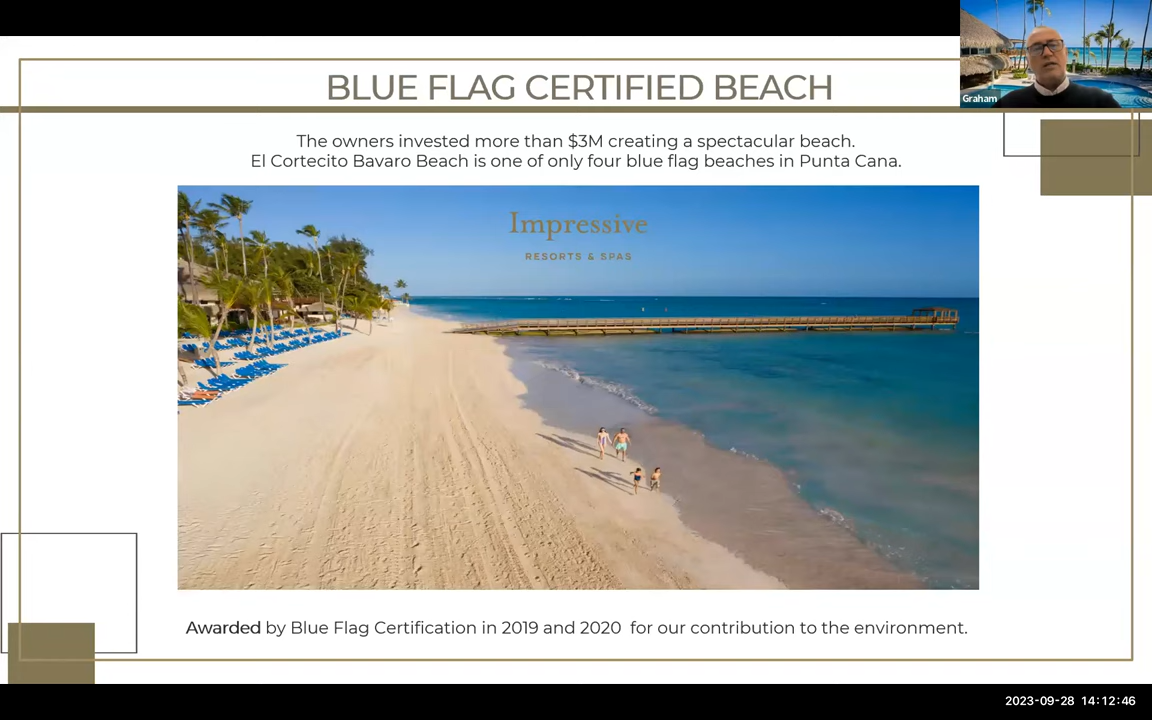 BLUE FLAG CERTIFIED BEACH
Graham
The owners invested more than $3M creating a spectacular beach.
El Cortecito Bavaro Beach is one of only four blue flag beaches in Punta Cana.
Impressive
RESORTS & SPAS
Awarded by Blue Flag Certification in 2019 and 2020 for our contribution to the environment.
2023-09-28 14:12:46